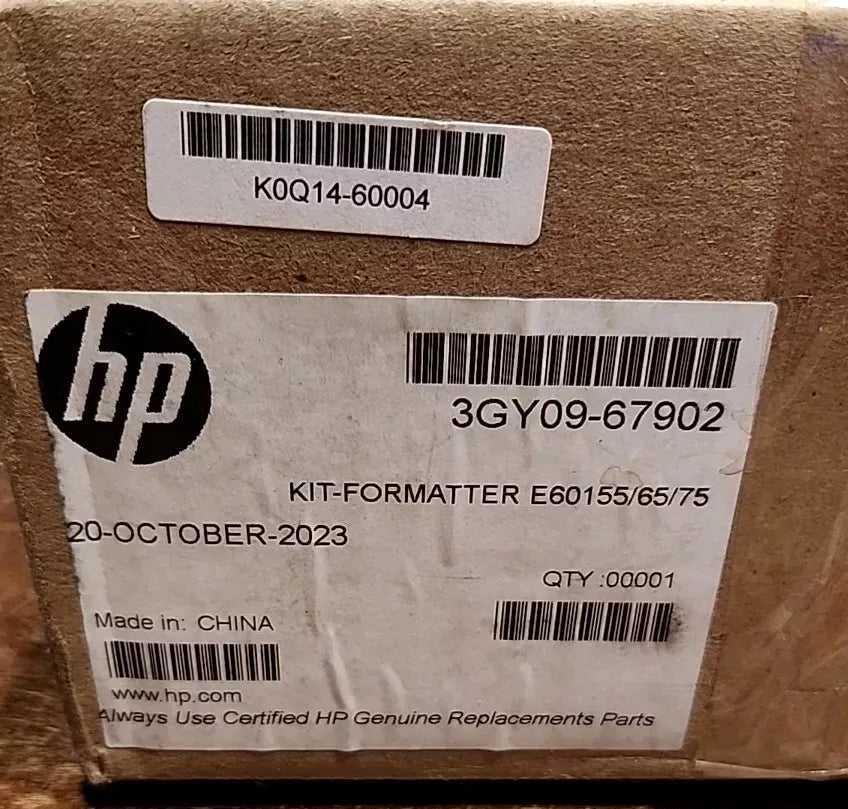 K0Q14-60004
hp
3GY09-67902
KIT-FORMATTER E60155/65/75
20-OCTOBER-2023
QTY :00001
Made in: CHINA
www.hp.com
Always Use Certified HP Genuine Replacements Parts